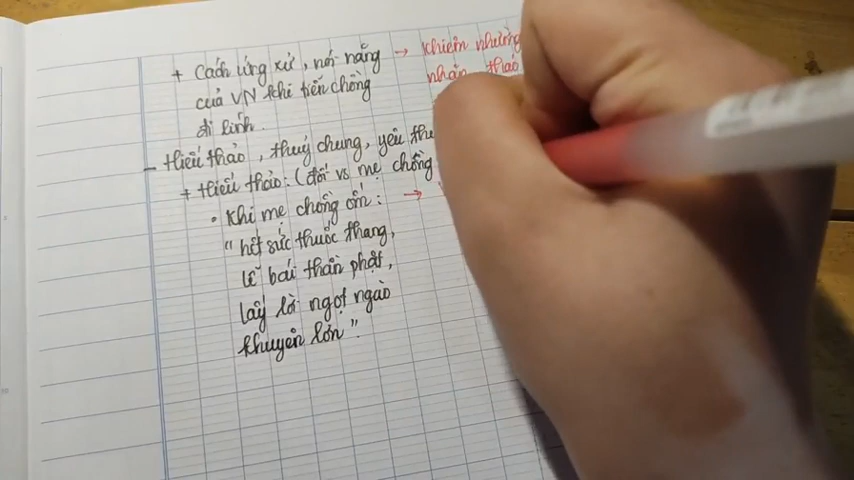 + Cách ứng xử, nói năng → khiêm nhường
của VN khi tiễn chồng nhẫn thảo
đi lính.
- Hiếu thảo, thuỷ chung, yêu thư
+ Hiếu thảo: (đối vs mẹ chồng
• Khi mẹ chồng ốm: →
" hết sức thuốc thang,
lễ bái thần phật,
lấy lời ngọt ngào
khuyên lơn "